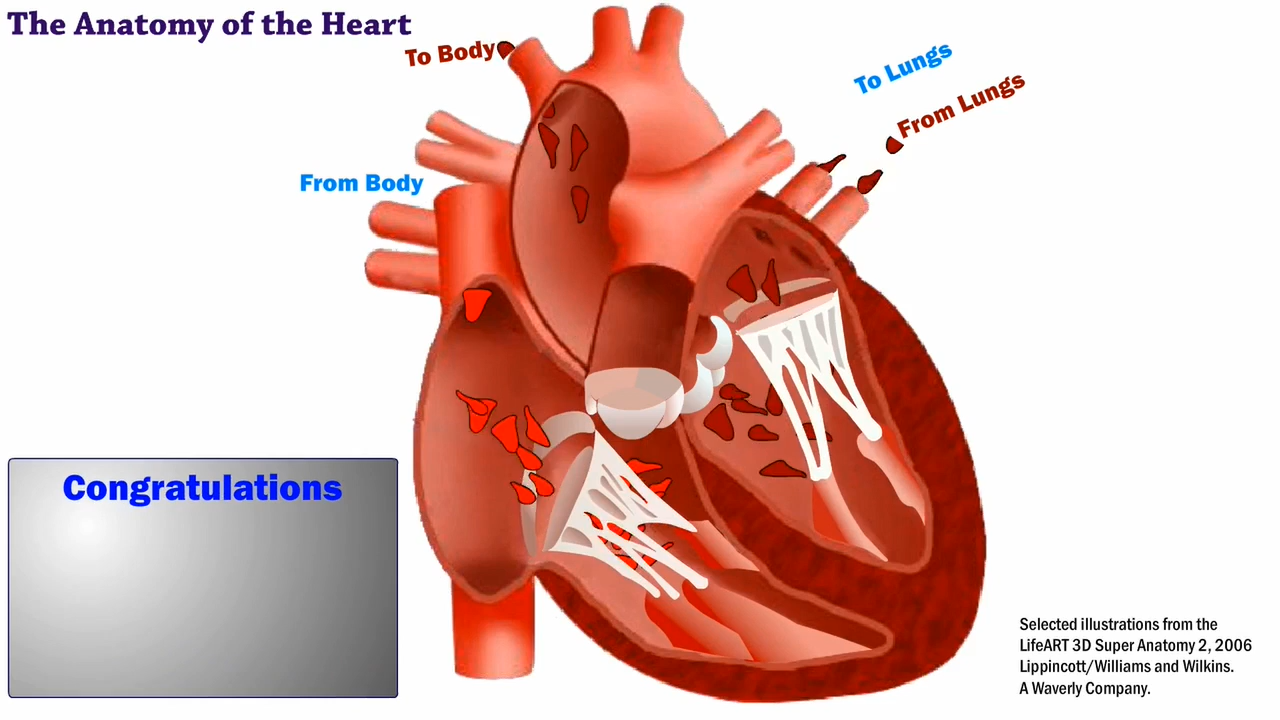 The Anatomy of the Heart
To Body
To Lungs
From Lungs
From Body
Congratulations
Selected illustrations from the
LifeART 3D Super Anatomy 2, 2006
Lippincott/Williams and Wilkins.
A Waverly Company.